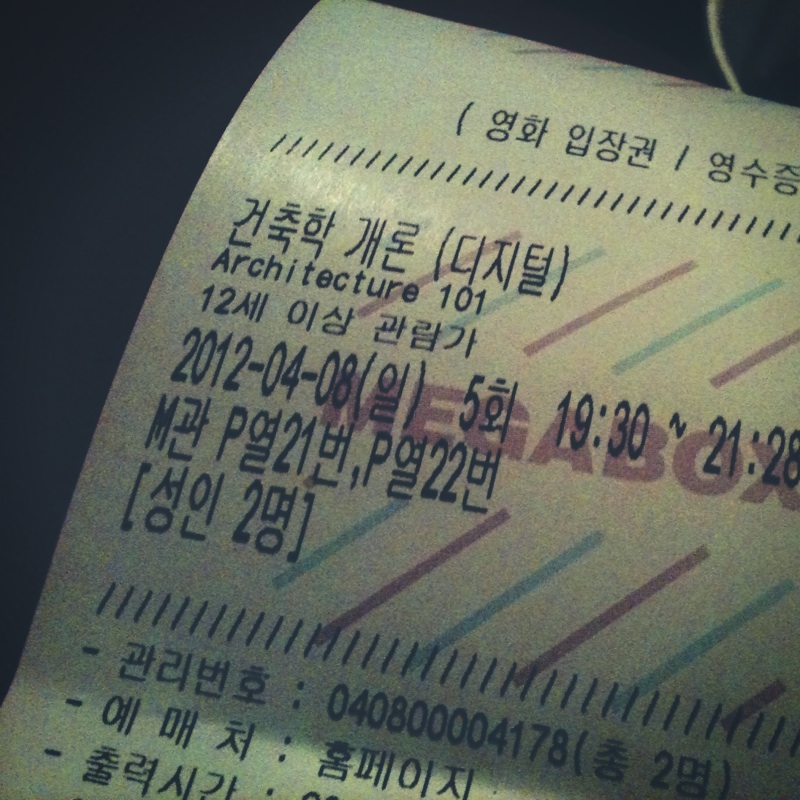 ( 영화 입장권 / 영수증
////////////////////////////////////////
건축학 개론 (디지털)
Architecture 101
12세 이상 관람가
2012-04-08(일) 5회 19:30 ~ 21:28
M관 P열21번,P열22번
MEGABOX
[성인 2명]
////////////////////////////////////////
- 관리번호 : 040800004178(총 2명)
- 예 매 처 : 홈페이지
- 출력시간 :